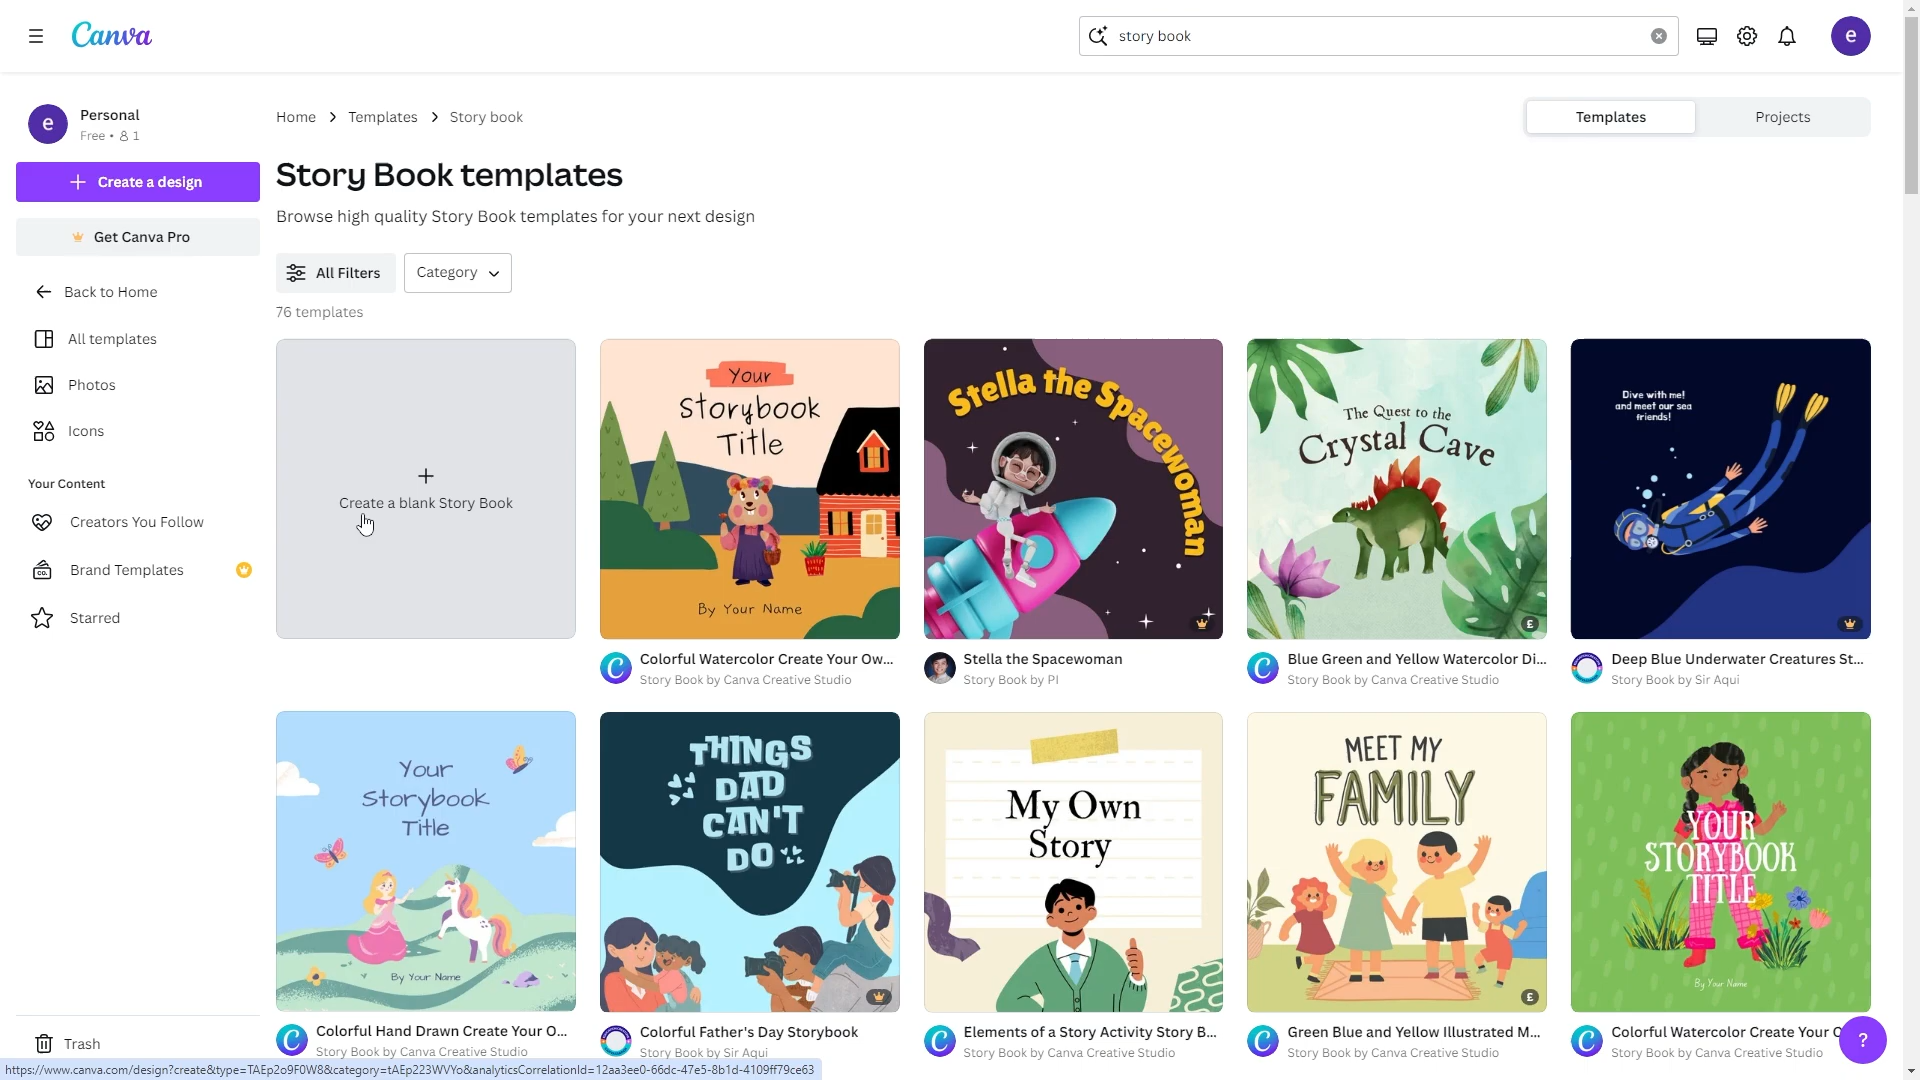 Canva
story book
e
e
Personal
Free • 1
Create a design
Get Canva Pro
Back to Home
All templates
Photos
Icons
Your Content
Creators You Follow
Brand Templates
Starred
Trash
Home > Templates > Story book
Templates
Projects
Story Book templates
Browse high quality Story Book templates for your next design
All Filters
Category
76 templates
+
Create a blank Story Book
Your
Storybook
Title
By Your Name
Colorful Watercolor Create Your Ow...
Story Book by Canva Creative Studio
Stella the Spacewoman
Stella the Spacewoman
Story Book by PI
The Quest to the
Crystal Cave
£
Blue Green and Yellow Watercolor Di...
Story Book by Canva Creative Studio
Dive with me!
and meet our sea
friends!
Deep Blue Underwater Creatures St...
Story Book by Sir Aqui
Your
Storybook
Title
By Your Name
Colorful Hand Drawn Create Your O...
Story Book by Canva Creative Studio
THINGS
DAD
CAN'T
DO
Colorful Father's Day Storybook
Story Book by Sir Aqui
My Own
Story
Elements of a Story Activity Story B...
Story Book by Canva Creative Studio
MEET MY
FAMILY
£
Green Blue and Yellow Illustrated M...
Story Book by Canva Creative Studio
YOUR
STORYBOOK
TITLE
By Your Name
Colorful Watercolor Create Your
Story Book by Canva Creative Studio
?
https://www.canva.com/design?create&type=TAEp2o9F0W8&category=tAEp223WVYo&analyticsCorrelationId=12aa3ee0-66dc-47e5-8b1d-4109ff79ce63